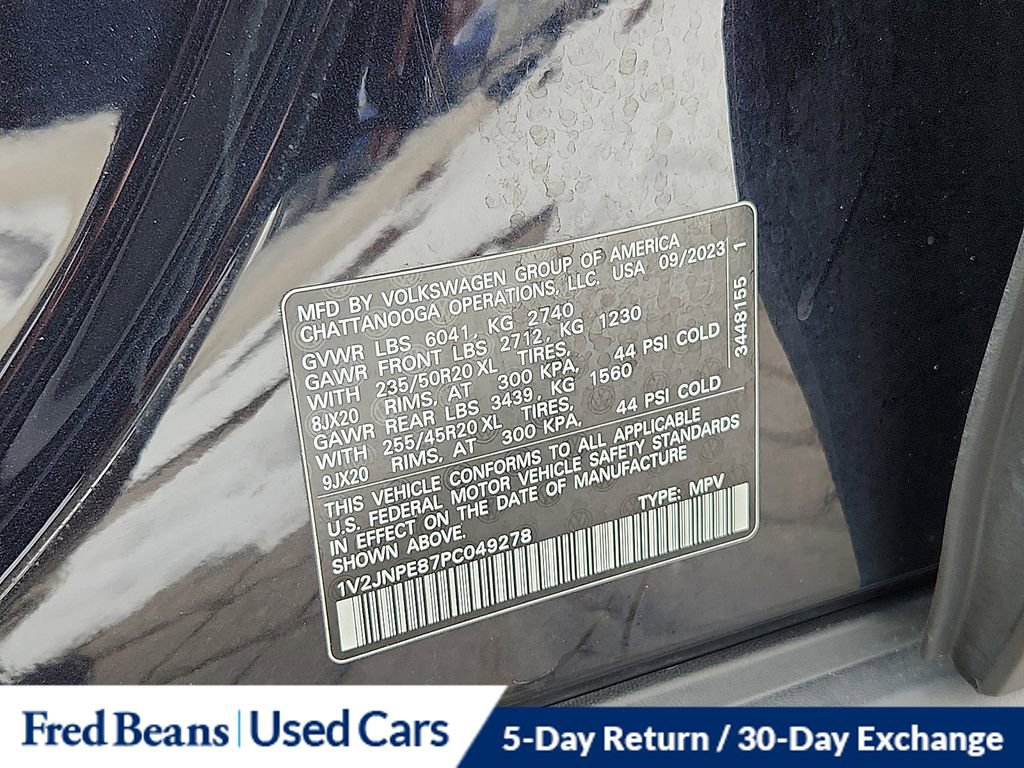 MFD BY VOLKSWAGEN GROUP OF AMERICA
CHATTANOOGA OPERATIONS, LLC, USA 09/2023
GVWR LBS 6041, KG 2740
GAWR FRONT LBS 2712, KG 1230
WITH 235/50R20 XL TIRES,
8JX20 RIMS, AT 300 KPA, 44 PSI COLD
GAWR REAR LBS 3439, KG 1560
WITH 255/45R20 XL TIRES,
9JX20 RIMS, AT 300 KPA, 44 PSI COLD
THIS VEHICLE CONFORMS TO ALL APPLICABLE
U.S. FEDERAL MOTOR VEHICLE SAFETY STANDARDS
IN EFFECT ON THE DATE OF MANUFACTURE
SHOWN ABOVE.
1V2JNPE87PC049278 TYPE: MPV
3448155 1
Fred Beans Used Cars
5-Day Return / 30-Day Exchange